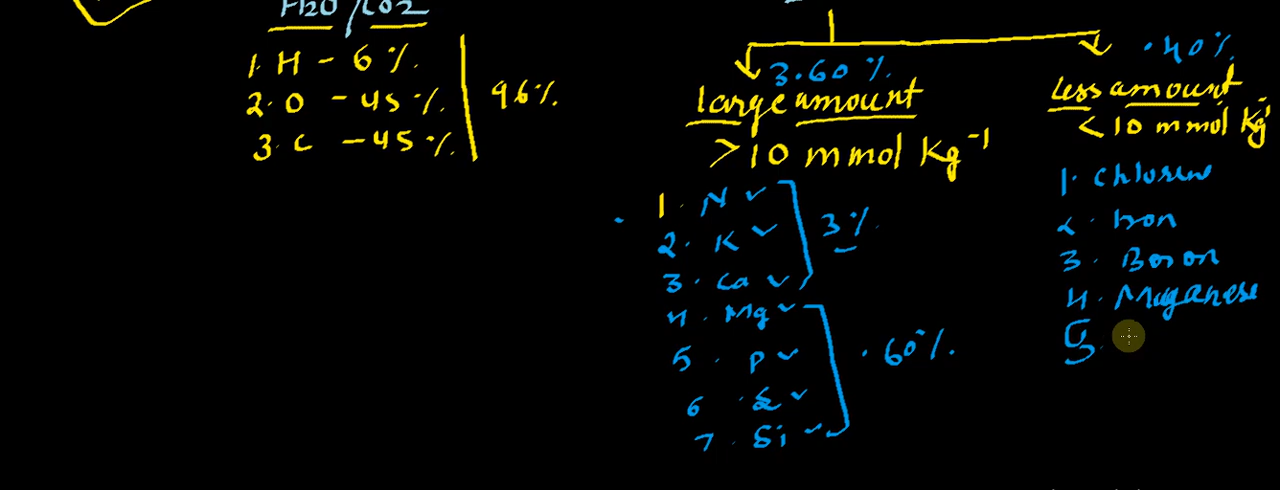 H2O/CO2
1. H - 6 %.
2. O - 45 %.
3. C - 45 %.
96%.
.40%.
3.60 %.
large amount
>10 mmol Kg-1
less amount
<10 mmol Kg-1
1. N
2. K
3. Ca
3%.
4. Mg
5. P
6. S
7. Si
.60%.
1. Chlorine
2. Iron
3. Boron
4. Manganese
5.